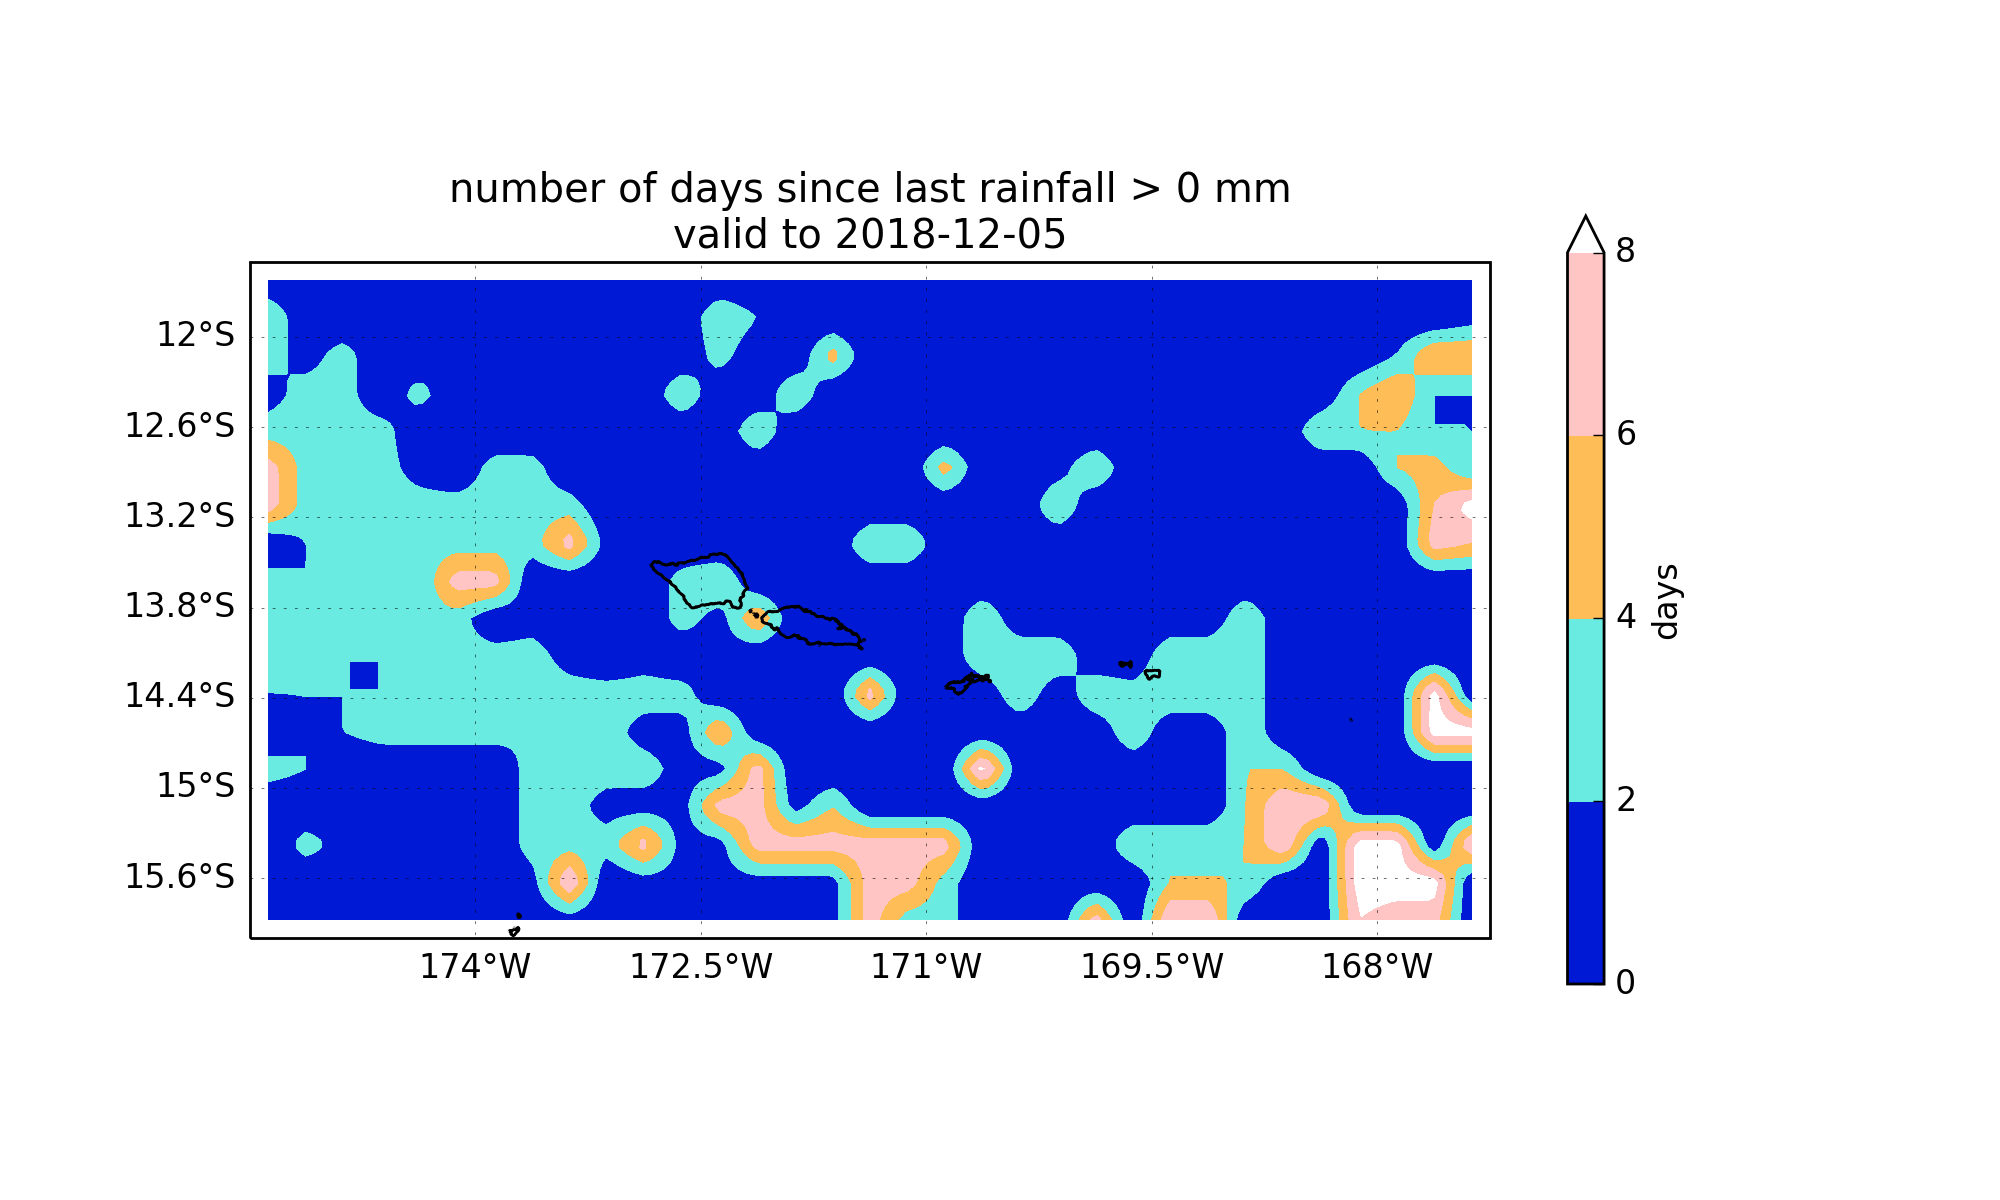 number of days since last rainfall > 0 mm
valid to 2018-12-05
12°S
12.6°S
13.2°S
13.8°S
14.4°S
15°S
15.6°S
174°W
172.5°W
171°W
169.5°W
168°W
8
6
4
2
0
days